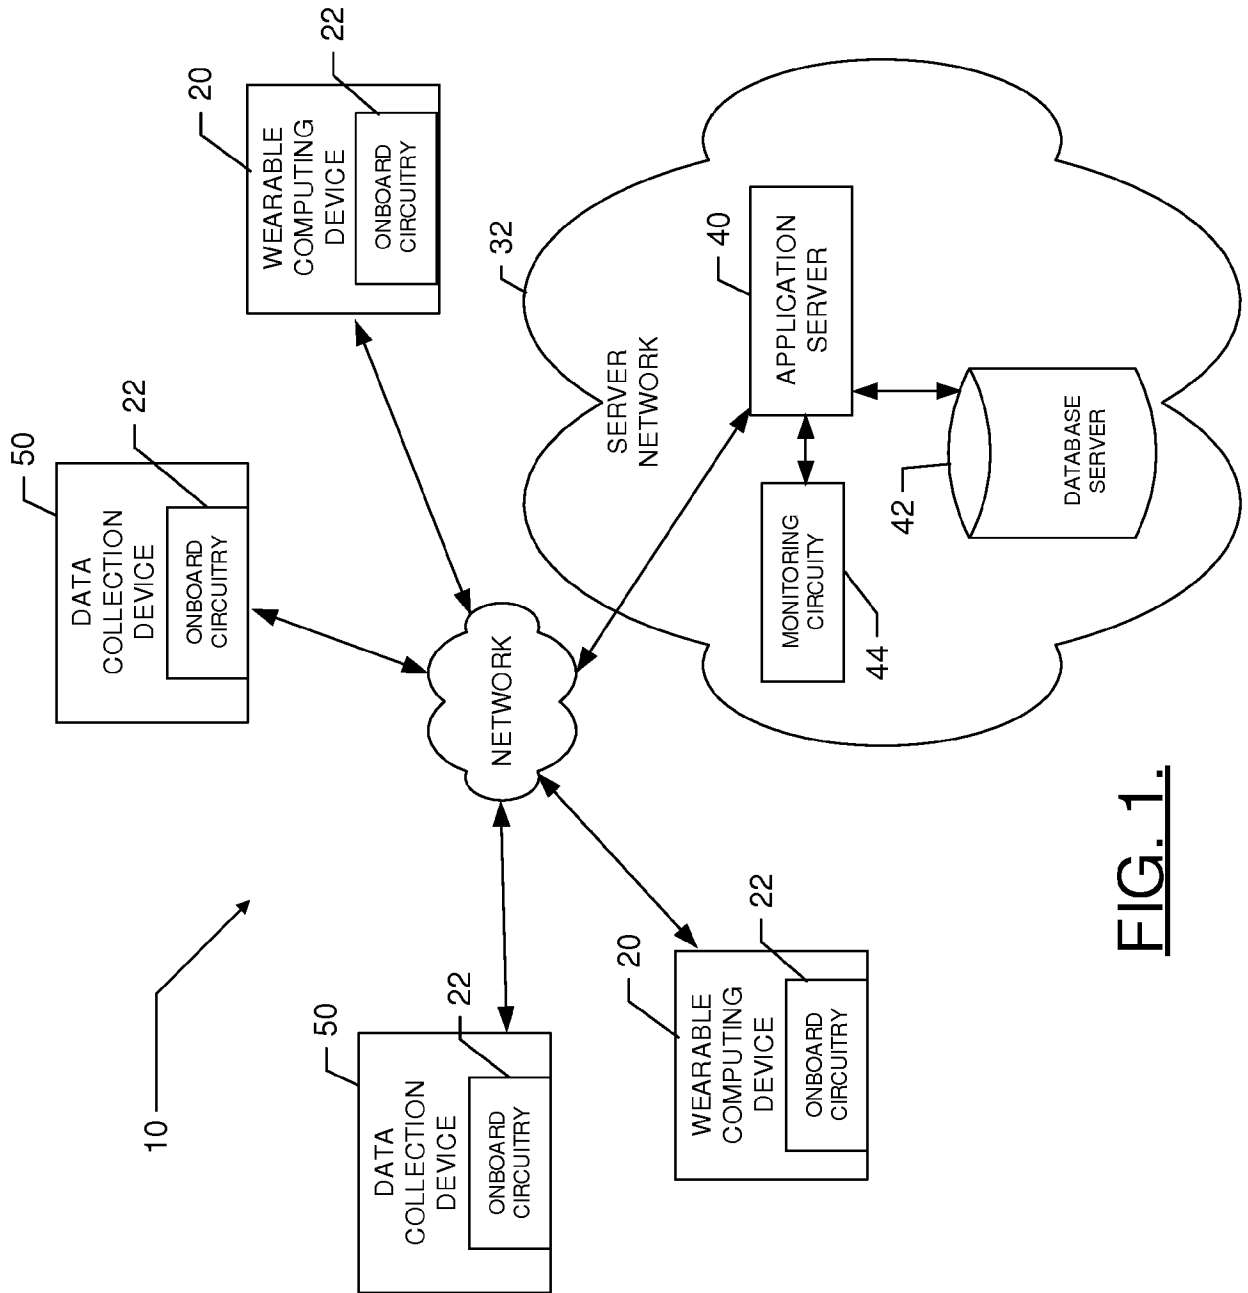 50
DATA
COLLECTION
DEVICE
22
ONBOARD
CIRCUITRY
10
20
WEARABLE
COMPUTING
DEVICE
22
ONBOARD
CIRCUITRY
50
DATA
COLLECTION
DEVICE
22
ONBOARD
CIRCUITRY
NETWORK
32
SERVER
NETWORK
20
WEARABLE
COMPUTING
DEVICE
22
ONBOARD
CIRCUITRY
40
APPLICATION
SERVER
MONITORING
CIRCUITY
44
42
DATABASE
SERVER
FIG. 1.